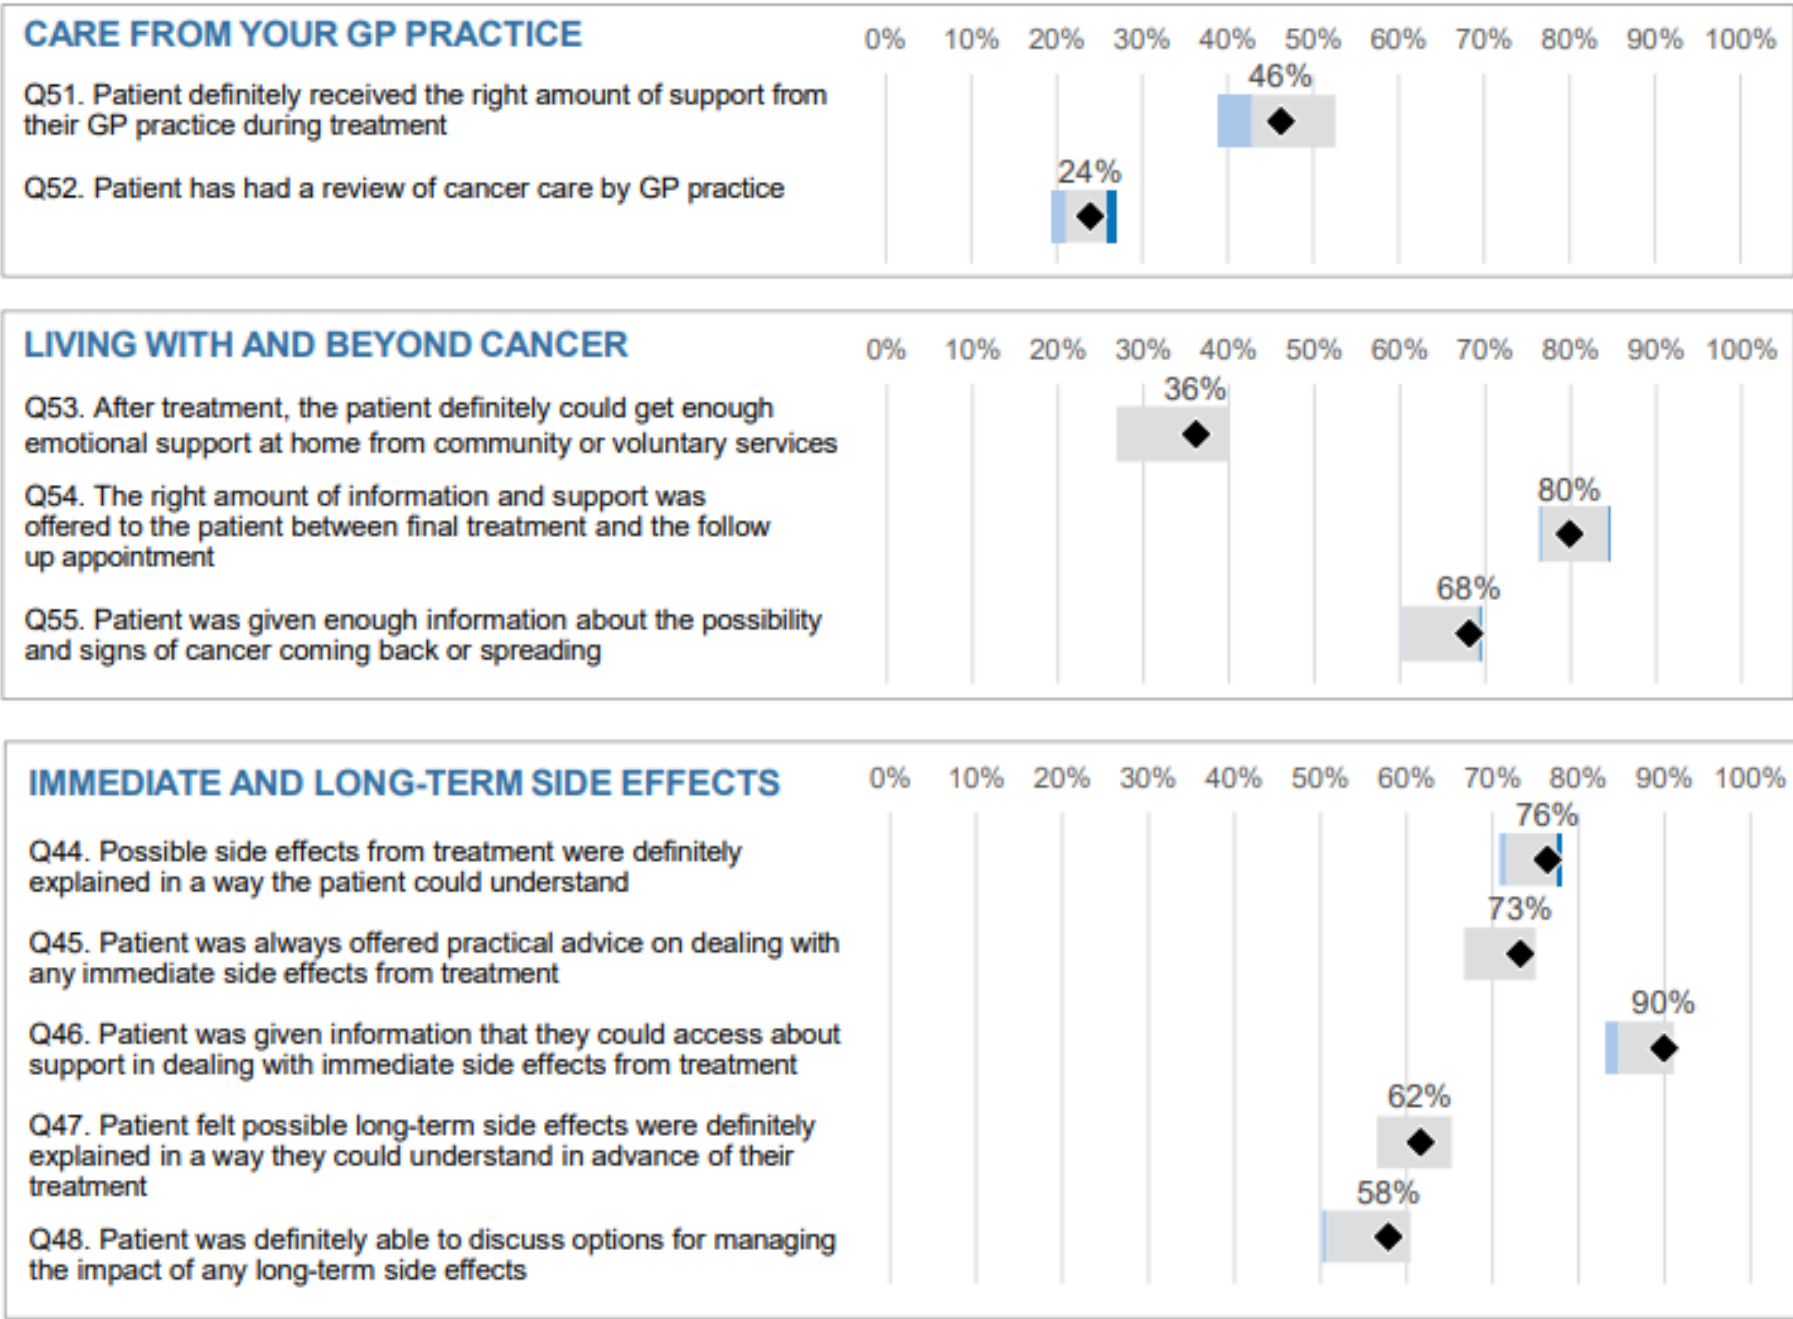 CARE FROM YOUR GP PRACTICE
0% 10% 20% 30% 40% 50% 60% 70% 80% 90% 100%
Q51. Patient definitely received the right amount of support from
their GP practice during treatment
46%
Q52. Patient has had a review of cancer care by GP practice
24%
LIVING WITH AND BEYOND CANCER
0% 10% 20% 30% 40% 50% 60% 70% 80% 90% 100%
Q53. After treatment, the patient definitely could get enough
emotional support at home from community or voluntary services
36%
Q54. The right amount of information and support was
offered to the patient between final treatment and the follow
up appointment
80%
Q55. Patient was given enough information about the possibility
and signs of cancer coming back or spreading
68%
IMMEDIATE AND LONG-TERM SIDE EFFECTS
0% 10% 20% 30% 40% 50% 60% 70% 80% 90% 100%
Q44. Possible side effects from treatment were definitely
explained in a way the patient could understand
76%
Q45. Patient was always offered practical advice on dealing with
any immediate side effects from treatment
73%
Q46. Patient was given information that they could access about
support in dealing with immediate side effects from treatment
90%
Q47. Patient felt possible long-term side effects were definitely
explained in a way they could understand in advance of their
treatment
62%
Q48. Patient was definitely able to discuss options for managing
the impact of any long-term side effects
58%